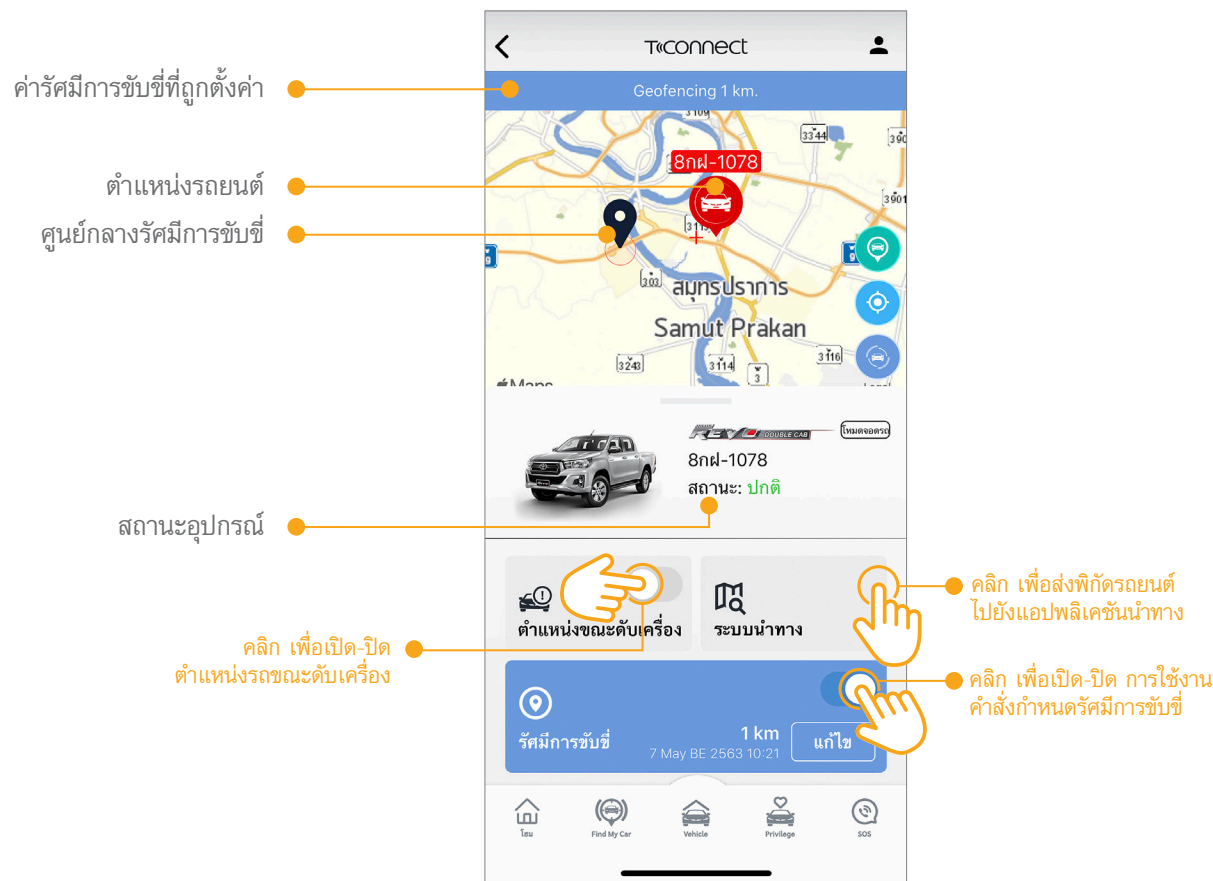 T-CONNECT
ค่ารัศมีการขับขี่ที่ถูกตั้งค่า
Geofencing 1 km.
3109
3344
8กฝ-1078
ตำแหน่งรถยนต์
3901
ศูนย์กลางรัศมีการขับขี่
9
9
303
สมุทรปราการ
Samut Prakan
3243
3114
3
3116
Maps
REVO DOUBLE CAB
โหมดจอดรถ
8กฝ-1078
สถานะ: ปกติ
สถานะอุปกรณ์
คลิก เพื่อส่งพิกัดรถยนต์
ไปยังแอปพลิเคชันนำทาง
ตำแหน่งขณะดับเครื่อง
ระบบนำทาง
คลิก เพื่อเปิด-ปิด
ตำแหน่งรถขณะดับเครื่อง
คลิก เพื่อเปิด-ปิด การใช้งาน
คำสั่งกำหนดรัศมีการขับขี่
รัศมีการขับขี่
1 km
7 May BE 2563 10:21
แก้ไข
โฮม
Find My Car
Vehicle
Privilege
SOS